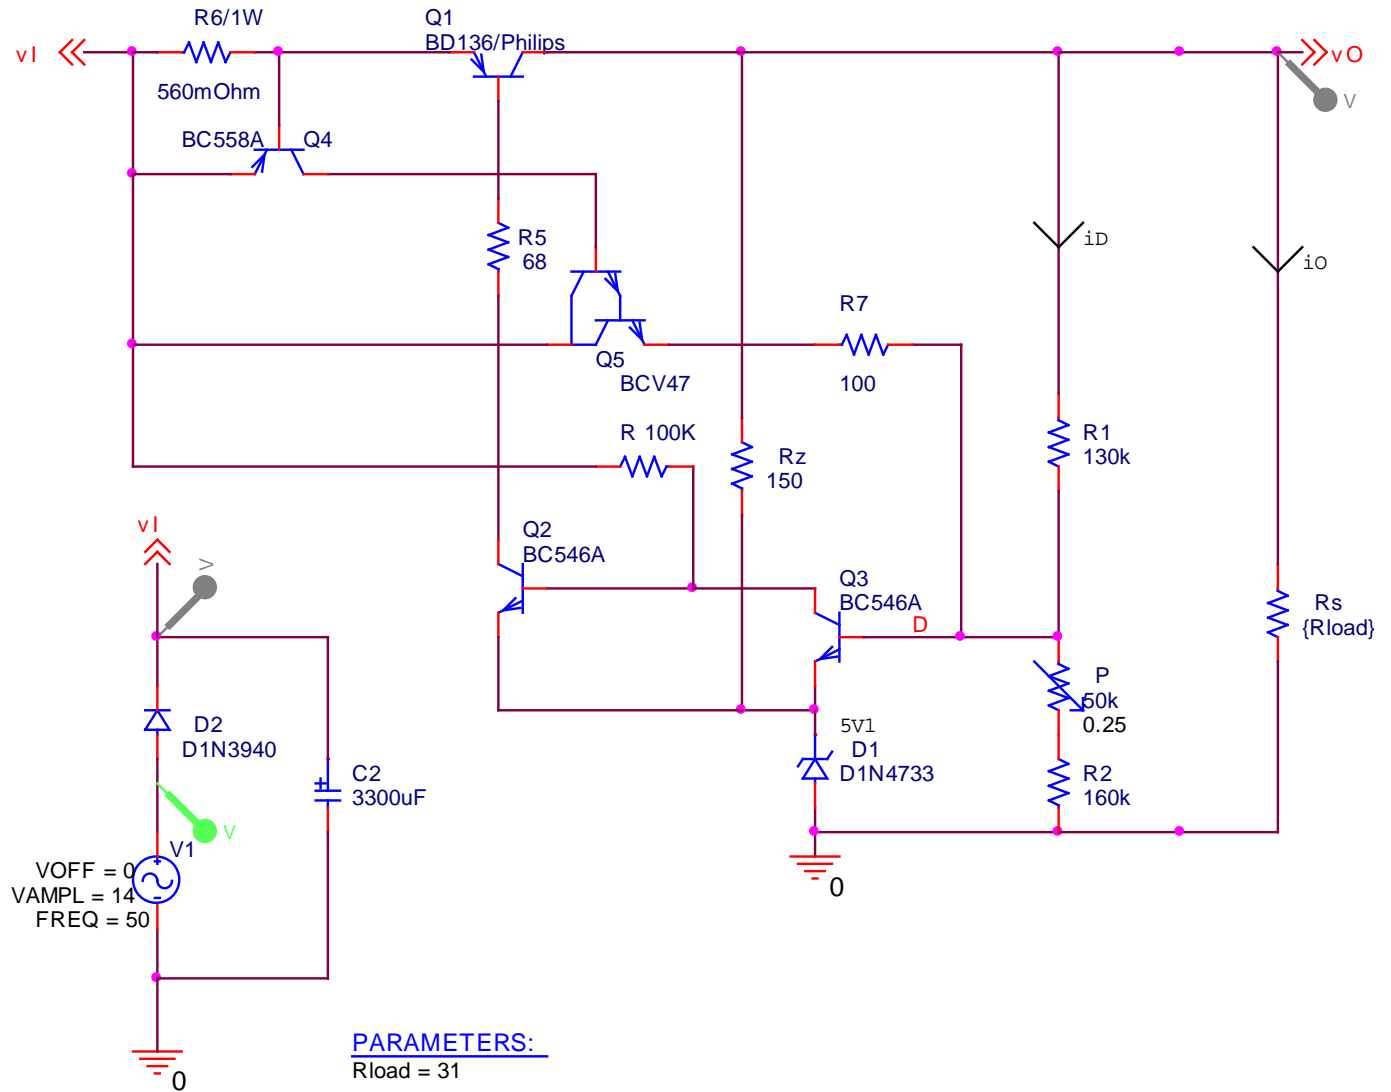 R6/1W
Q1
BD136/Philips
vI
vO
560mOhm
V
BC558A
Q4
R5
68
iD
iO
R7
Q5
BCV47
100
R 100K
Rz
150
R1
130k
vI
V
Q2
BC546A
Q3
BC546A
D
Rs
{Rload}
P
50k
0.25
5V1
D1
D1N4733
D2
D1N3940
C2
3300uF
R2
160k
V
V1
VOFF = 0
VAMPL = 14
FREQ = 50
0
0
PARAMETERS:
Rload = 31